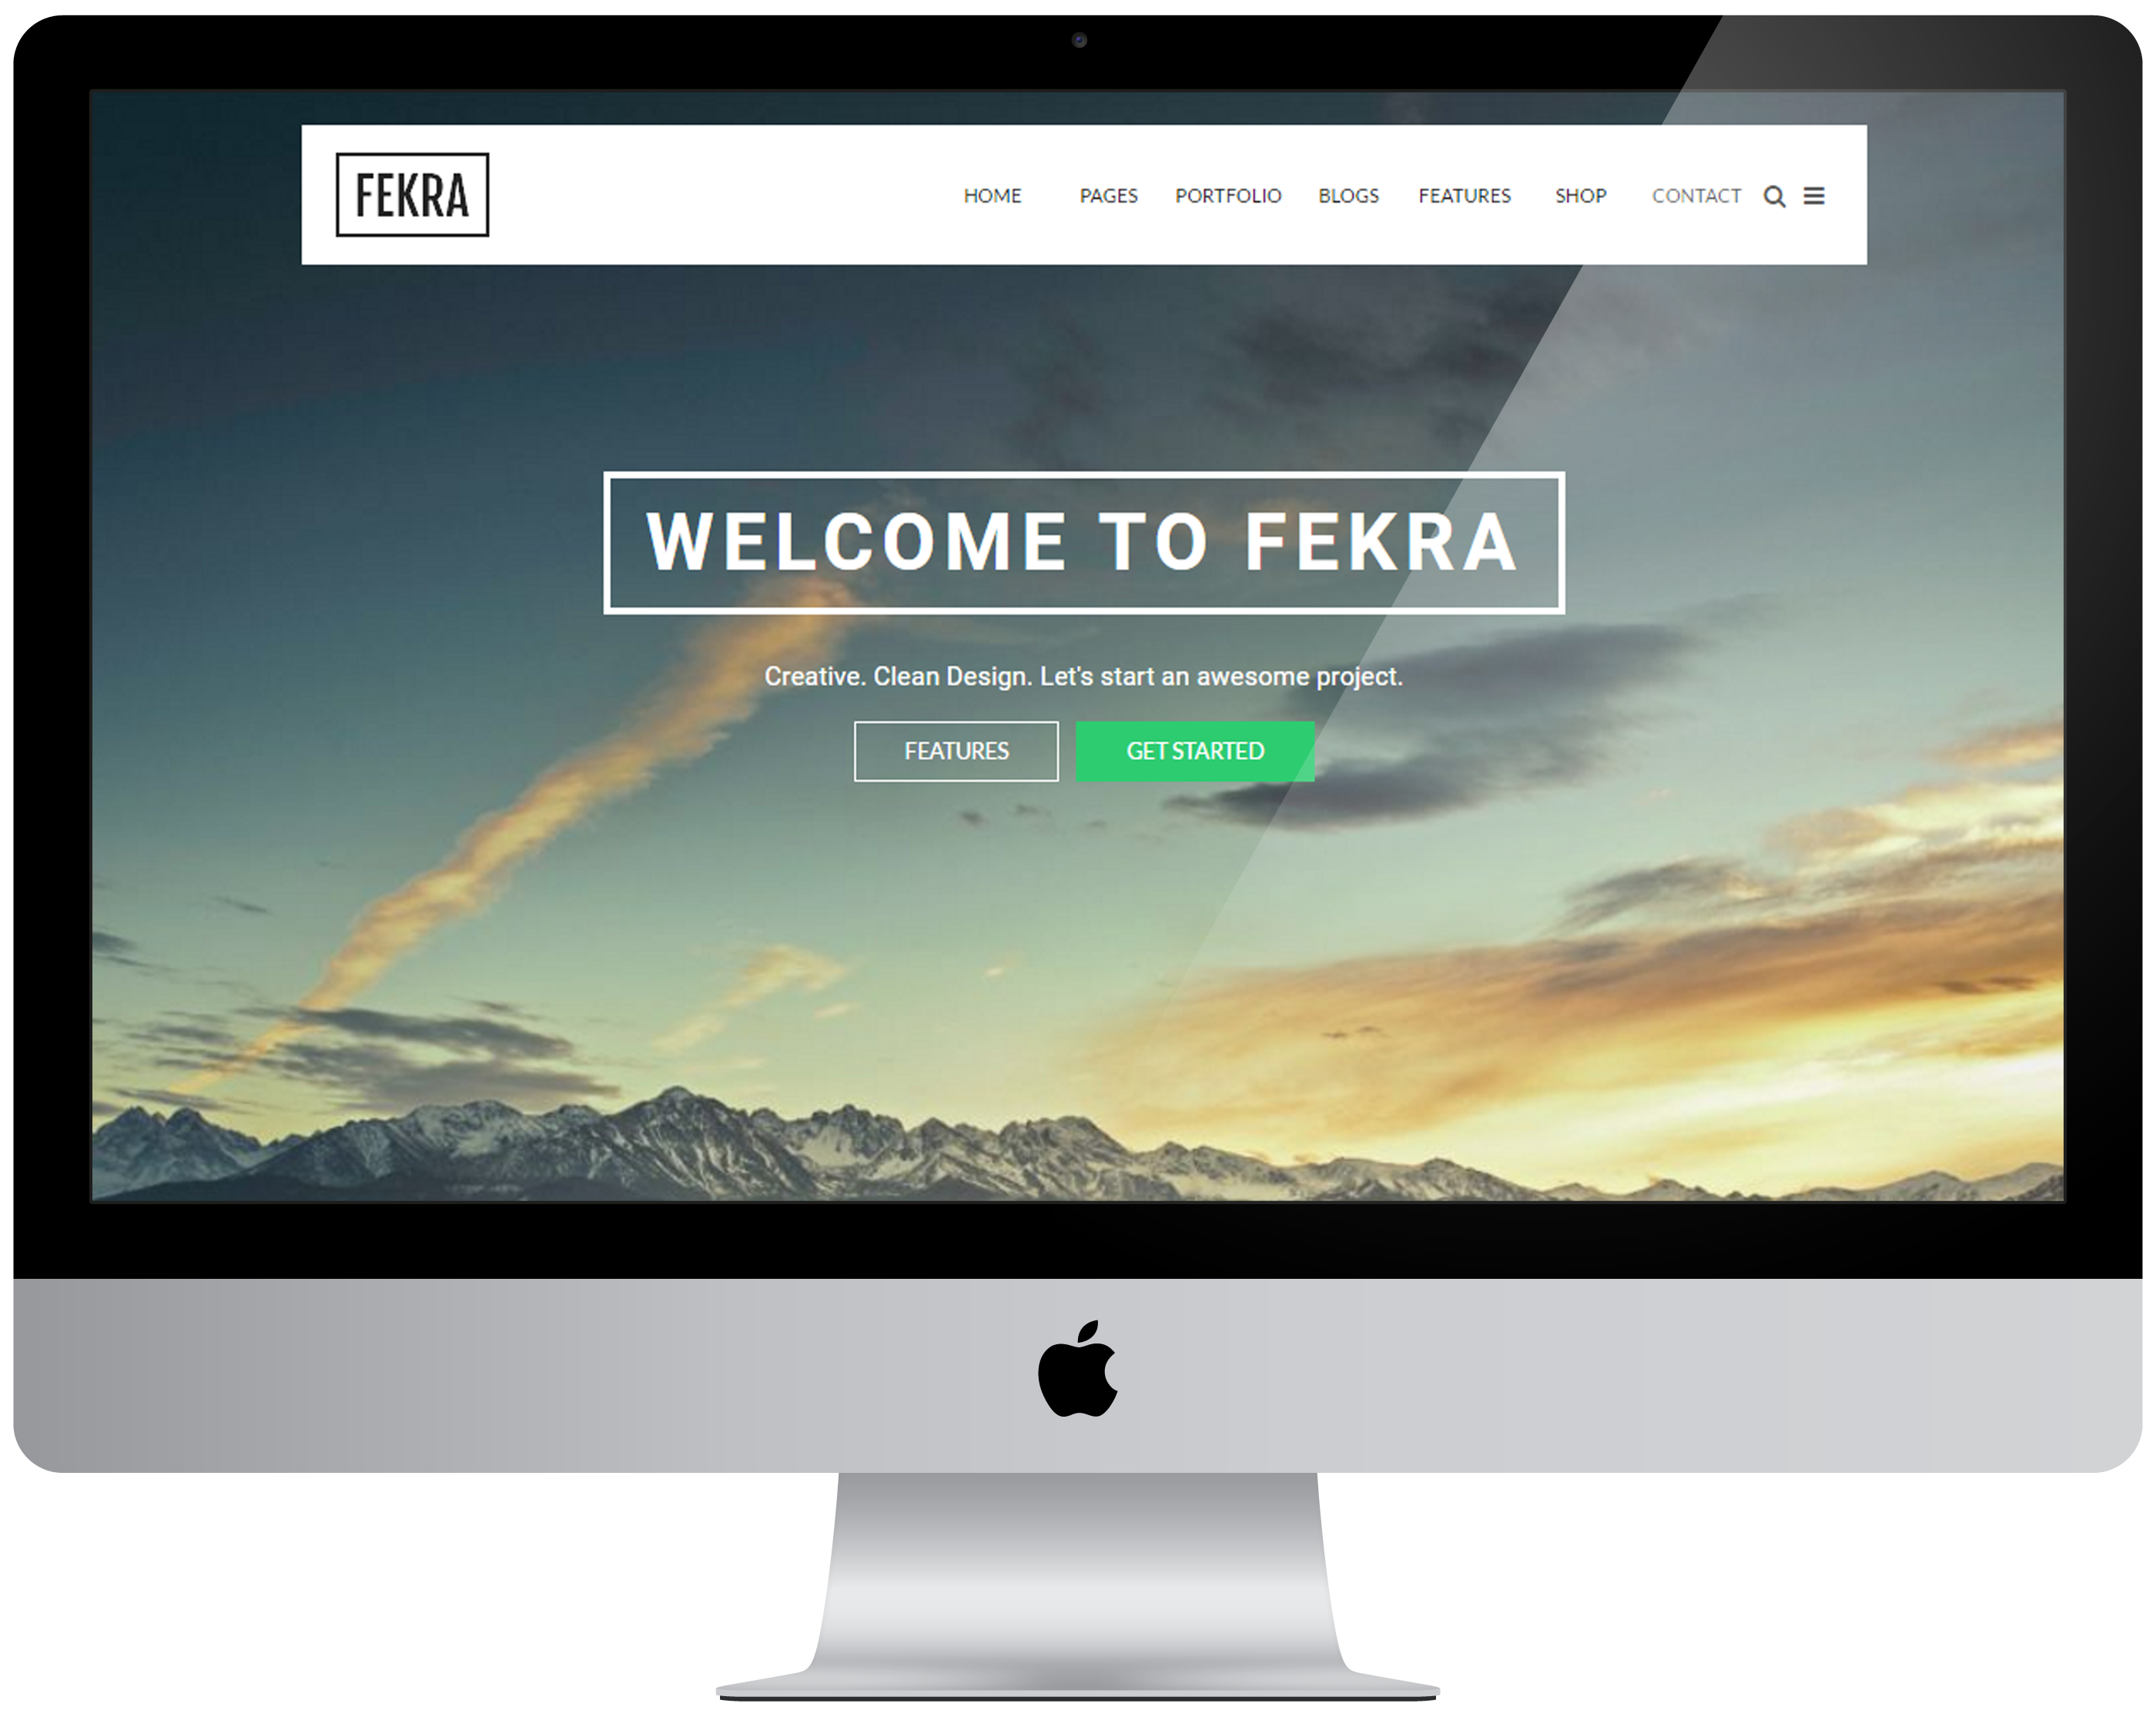 FEKRA
HOME PAGES PORTFOLIO BLOGS FEATURES SHOP CONTACT
WELCOME TO FEKRA
Creative. Clean Design. Let's start an awesome project.
FEATURES GET STARTED